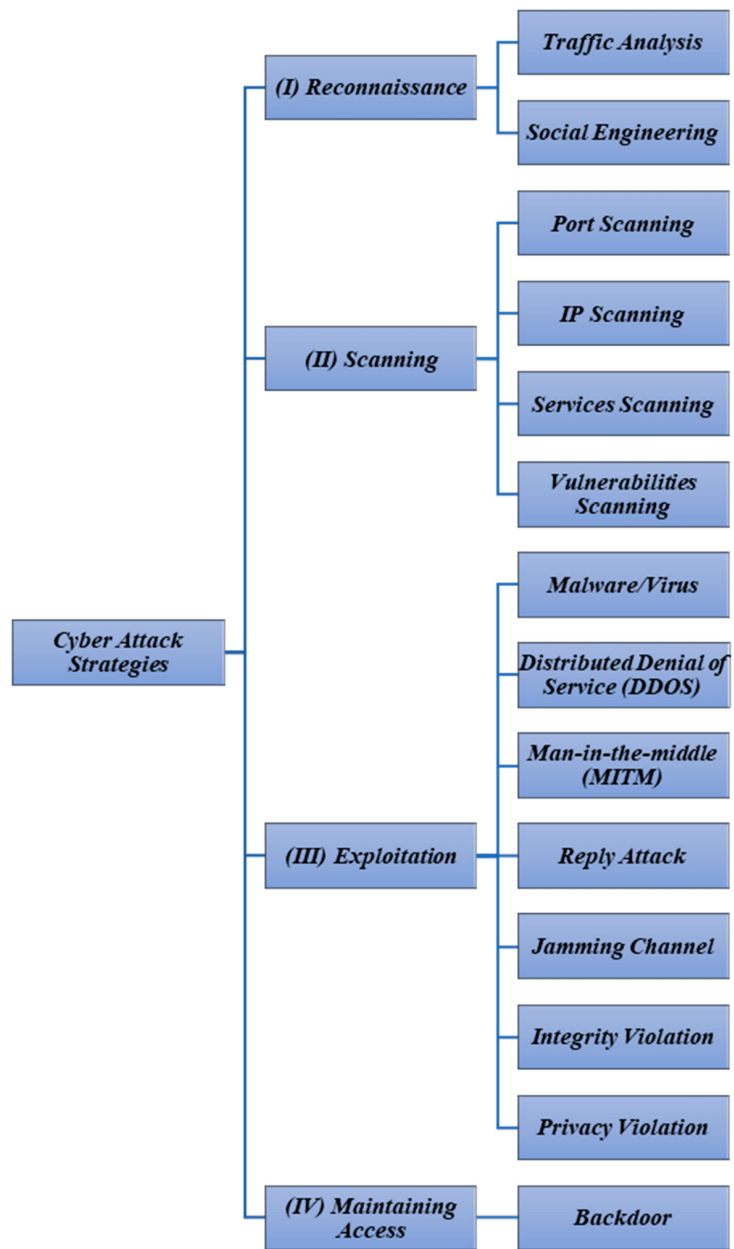 Traffic Analysis
(I) Reconnaissance
Social Engineering
Port Scanning
IP Scanning
(II) Scanning
Services Scanning
Vulnerabilities
Scanning
Cyber Attack
Strategies
Malware/Virus
Distributed Denial of
Service (DDOS)
Man-in-the-middle
(MITM)
(III) Exploitation
Reply Attack
Jamming Channel
Integrity Violation
Privacy Violation
(IV) Maintaining
Access
Backdoor